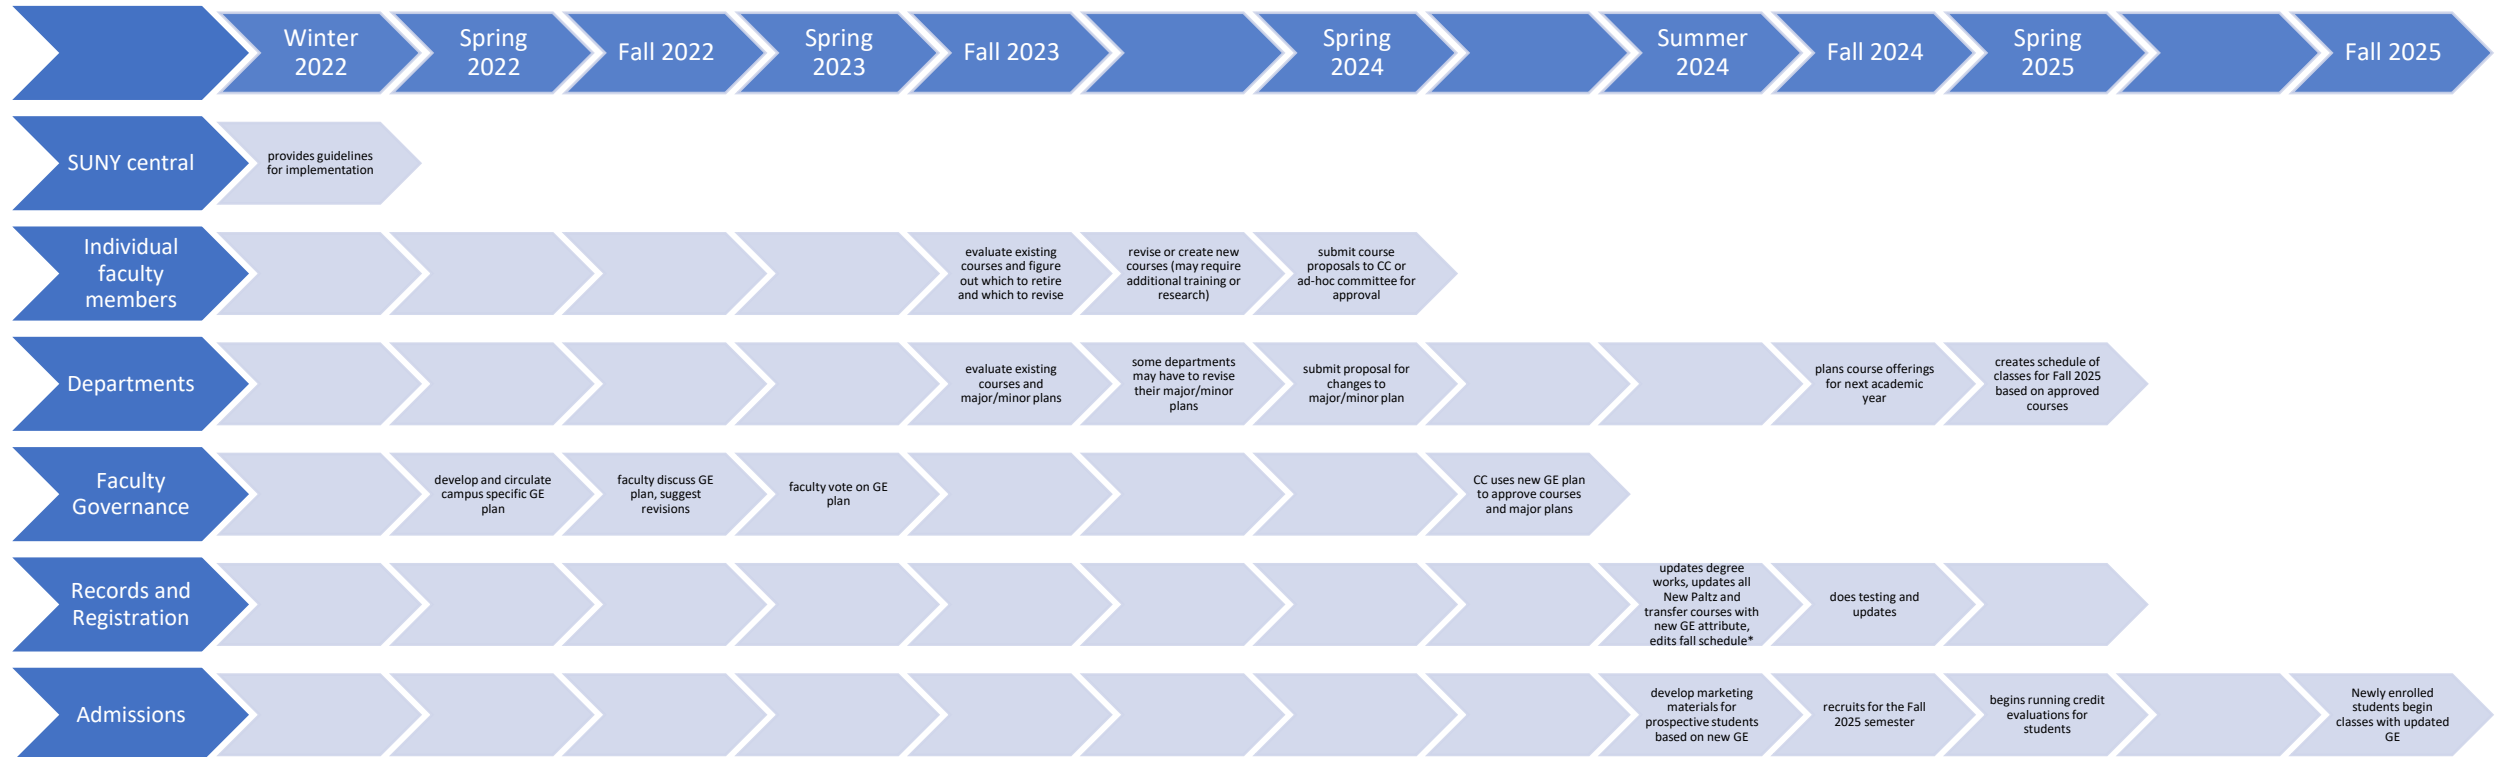 Winter
2022
Spring
2022
Fall 2022
Spring
2023
Fall 2023
Spring
2024
Summer
2024
Fall 2024
Spring
2025
Fall 2025
SUNY central
provides guidelines
for implementation
Individual
faculty
members
evaluate existing
courses and figure
out which to retire
and which to revise
revise or create new
courses (may require
additional training or
research)
submit course
proposals to CC or
ad-hoc committee for
approval
Departments
evaluate existing
courses and
major/minor plans
some departments
may have to revise
their major/minor
plans
submit proposal for
changes to
major/minor plan
plans course offerings
for next academic
year
creates schedule of
classes for Fall 2025
based on approved
courses
Faculty
Governance
develop and circulate
campus specific GE
plan
faculty discuss GE
plan, suggest
revisions
faculty vote on GE
plan
CC uses new GE plan
to approve courses
and major plans
Records and
Registration
updates degree
works, updates all
New Paltz and
transfer courses with
new GE attribute,
edits fall schedule*
does testing and
updates
Admissions
develop marketing
materials for
prospective students
based on new GE
recruits for the Fall
2025 semester
begins running credit
evaluations for
students
Newly enrolled
students begin
classes with updated
GE